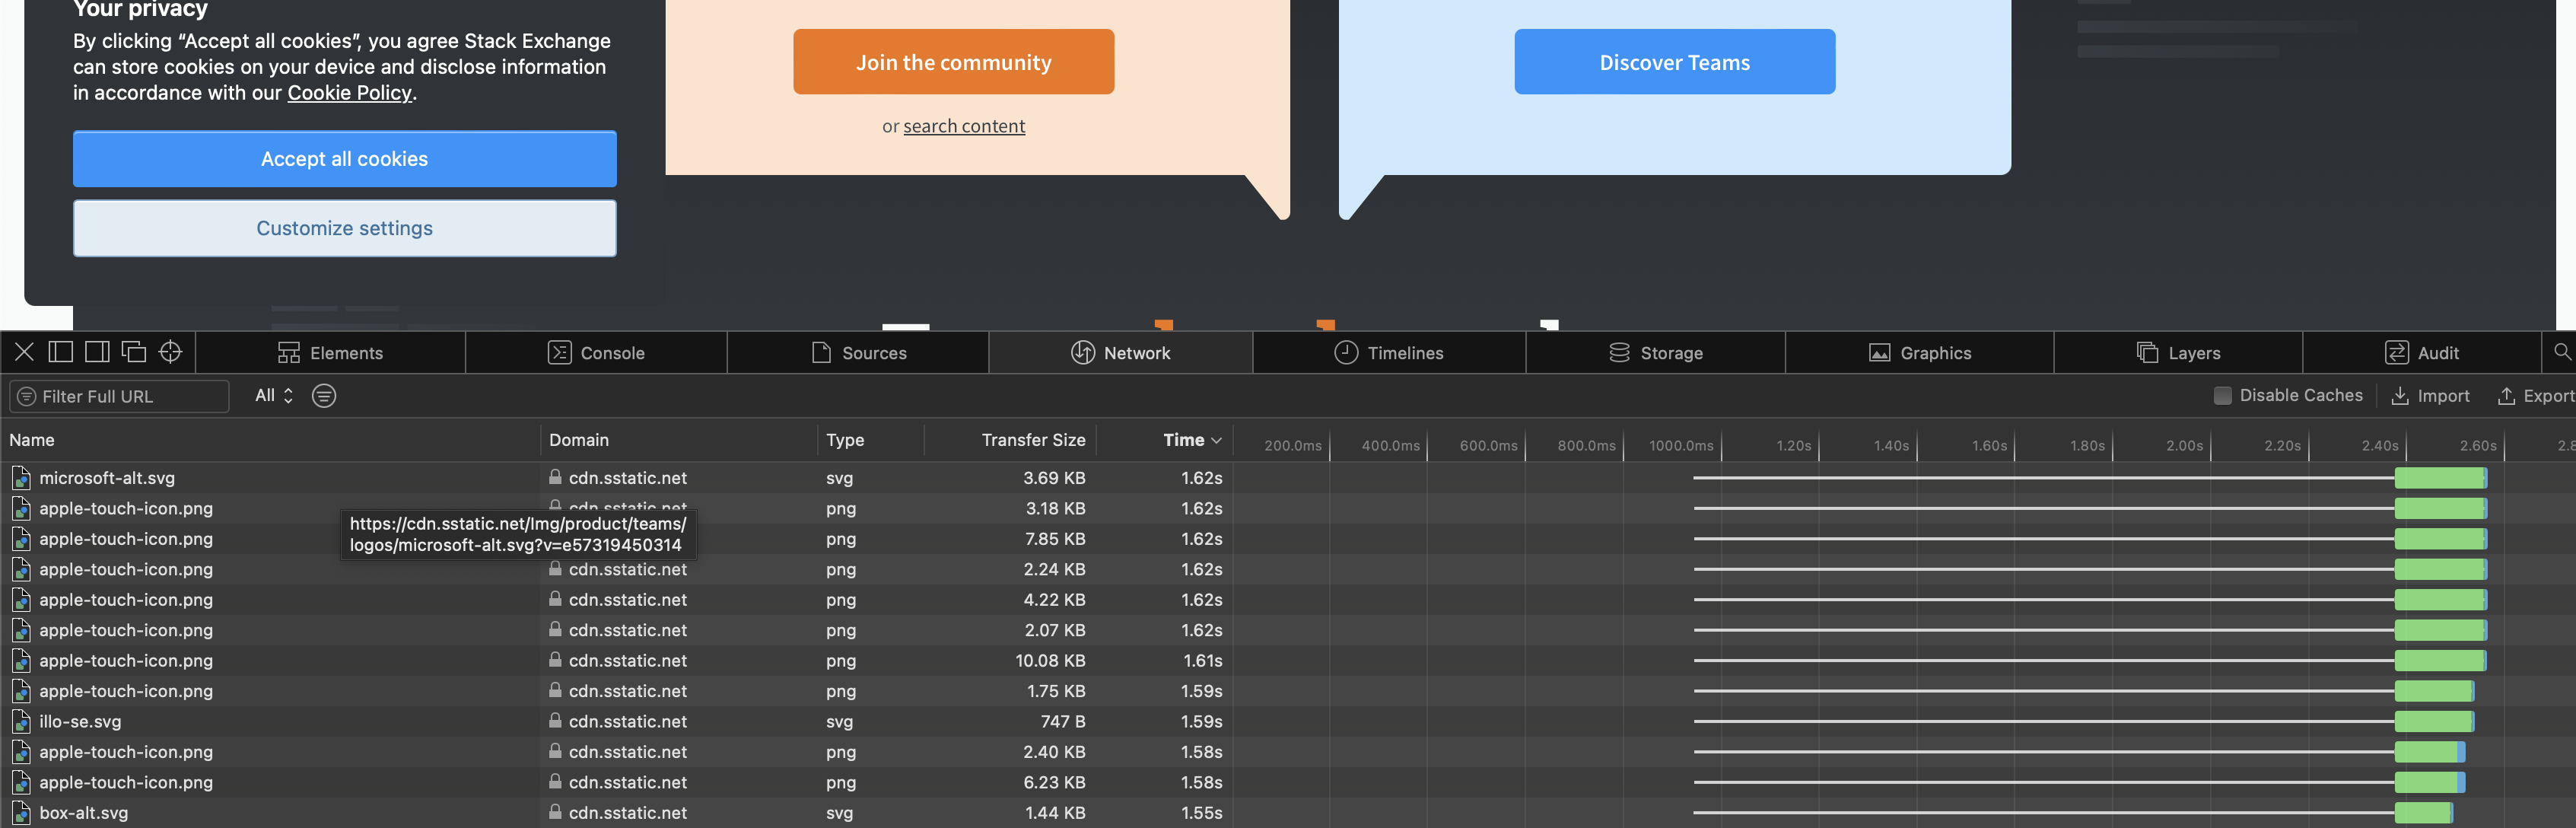 Your privacy
By clicking “Accept all cookies”, you agree Stack Exchange
can store cookies on your device and disclose information
in accordance with our Cookie Policy.
Accept all cookies
Customize settings
Join the community
or search content
Discover Teams
Elements
Console
Sources
Network
Timelines
Storage
Graphics
Layers
Audit
Filter Full URL
All
Disable Caches
Import
Export
Name Domain Type Transfer Size Time 200.0ms 400.0ms 600.0ms 800.0ms 1000.0ms 1.20s 1.40s 1.60s 1.80s 2.00s 2.20s 2.40s 2.60s 2.8
microsoft-alt.svg cdn.sstatic.net svg 3.69 KB 1.62s
apple-touch-icon.png cdn.sstatic.net png 3.18 KB 1.62s
https://cdn.sstatic.net/Img/product/teams/
logos/microsoft-alt.svg?v=e57319450314
apple-touch-icon.png png 7.85 KB 1.62s
apple-touch-icon.png cdn.sstatic.net png 2.24 KB 1.62s
apple-touch-icon.png cdn.sstatic.net png 4.22 KB 1.62s
apple-touch-icon.png cdn.sstatic.net png 2.07 KB 1.62s
apple-touch-icon.png cdn.sstatic.net png 10.08 KB 1.61s
apple-touch-icon.png cdn.sstatic.net png 1.75 KB 1.59s
illo-se.svg cdn.sstatic.net svg 747 B 1.59s
apple-touch-icon.png cdn.sstatic.net png 2.40 KB 1.58s
apple-touch-icon.png cdn.sstatic.net png 6.23 KB 1.58s
box-alt.svg cdn.sstatic.net svg 1.44 KB 1.55s